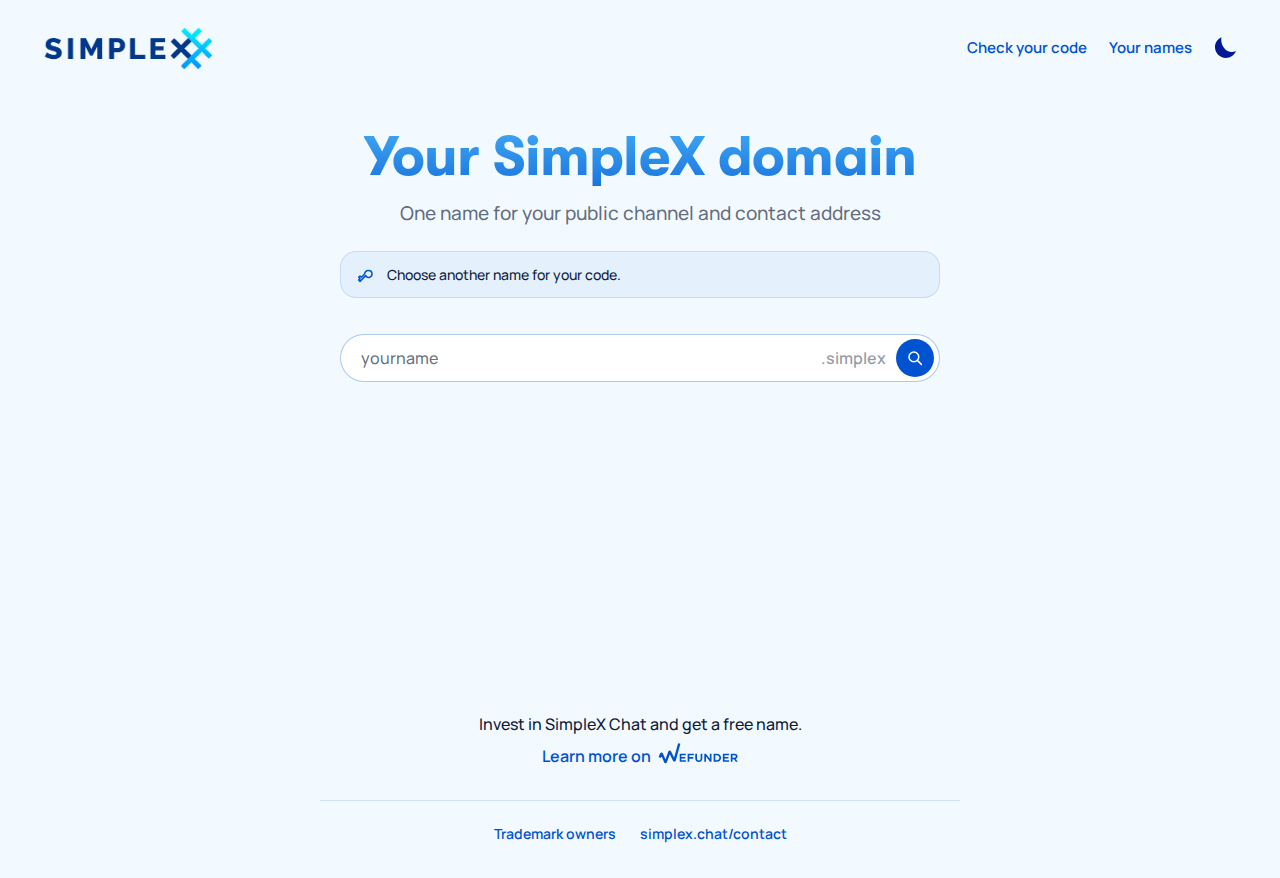 SIMPLEX
Check your code
Your names
Your SimpleX domain
One name for your public channel and contact address
Choose another name for your code.
yourname
.simplex
Invest in SimpleX Chat and get a free name.
Learn more on WEFUNDER
Trademark owners
simplex.chat/contact